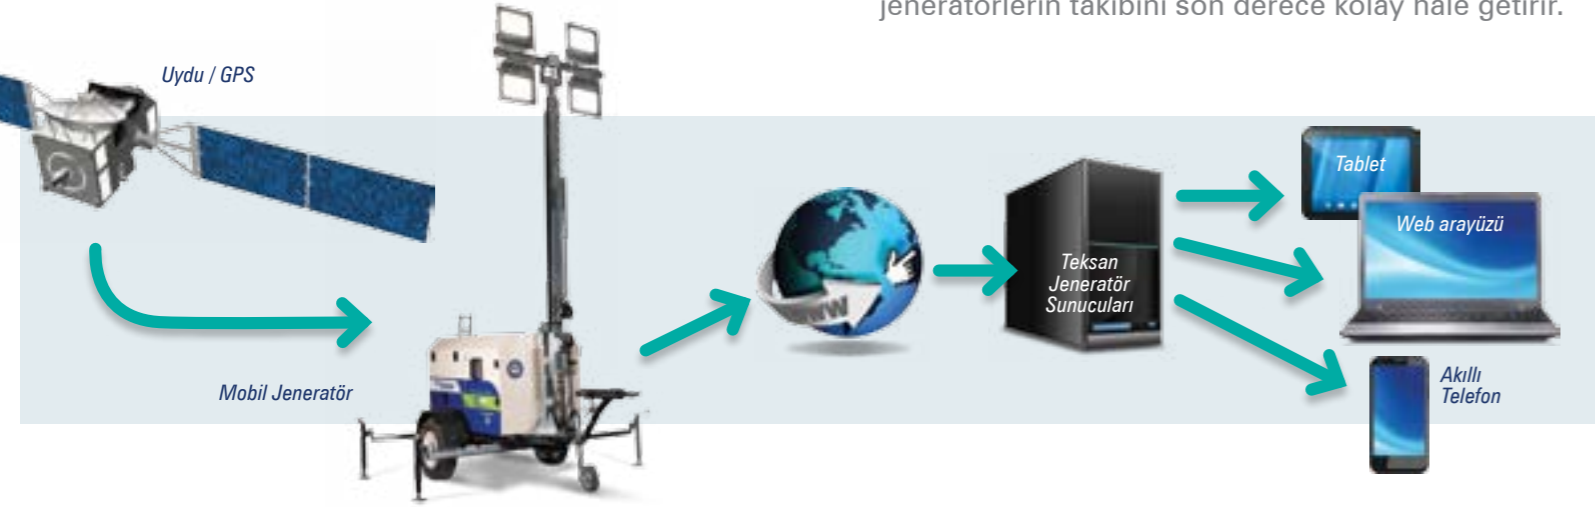 jeneratörlerin takibini son derece kolay hale getirir.
Uydu / GPS
Tablet
Web arayüzü
Teksan
Jeneratör
Sunucuları
WWW
Mobil Jeneratör
Akıllı
Telefon